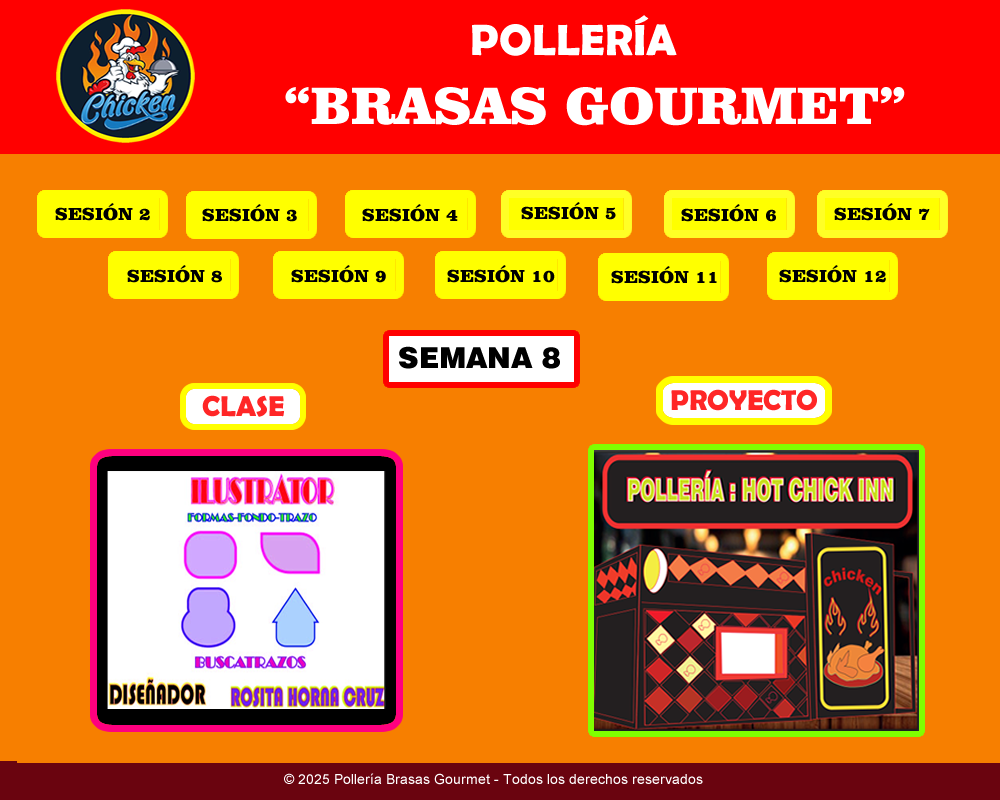 Chicken
POLLERÍA
“BRASAS GOURMET”
SESIÓN 2 SESIÓN 3 SESIÓN 4 SESIÓN 5 SESIÓN 6 SESIÓN 7
SESIÓN 8 SESIÓN 9 SESIÓN 10 SESIÓN 11 SESIÓN 12
SEMANA 8
CLASE
PROYECTO
ILUSTRATOR
FORMAS-FONDO-TRAZO
BUSCATRAZOS
DISEÑADOR ROSITA HORNA CRUZ
POLLERÍA : HOT CHICK INN
chicken
© 2025 Pollería Brasas Gourmet - Todos los derechos reservados